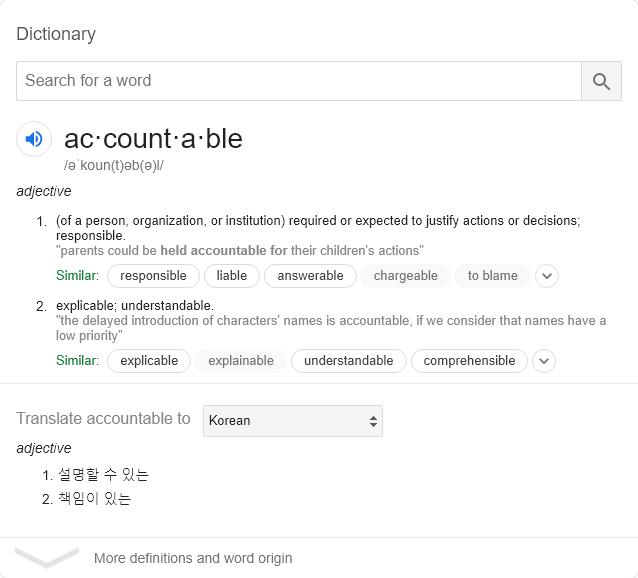 Dictionary
Search for a word
ac·count·a·ble
/əˈkoun(t)əb(ə)l/
adjective
1. (of a person, organization, or institution) required or expected to justify actions or decisions;
responsible.
"parents could be held accountable for their children's actions"
Similar: responsible liable answerable chargeable to blame
2. explicable; understandable.
"the delayed introduction of characters' names is accountable, if we consider that names have a
low priority"
Similar: explicable explainable understandable comprehensible
Translate accountable to Korean
adjective
1. 설명할 수 있는
2. 책임이 있는
More definitions and word origin